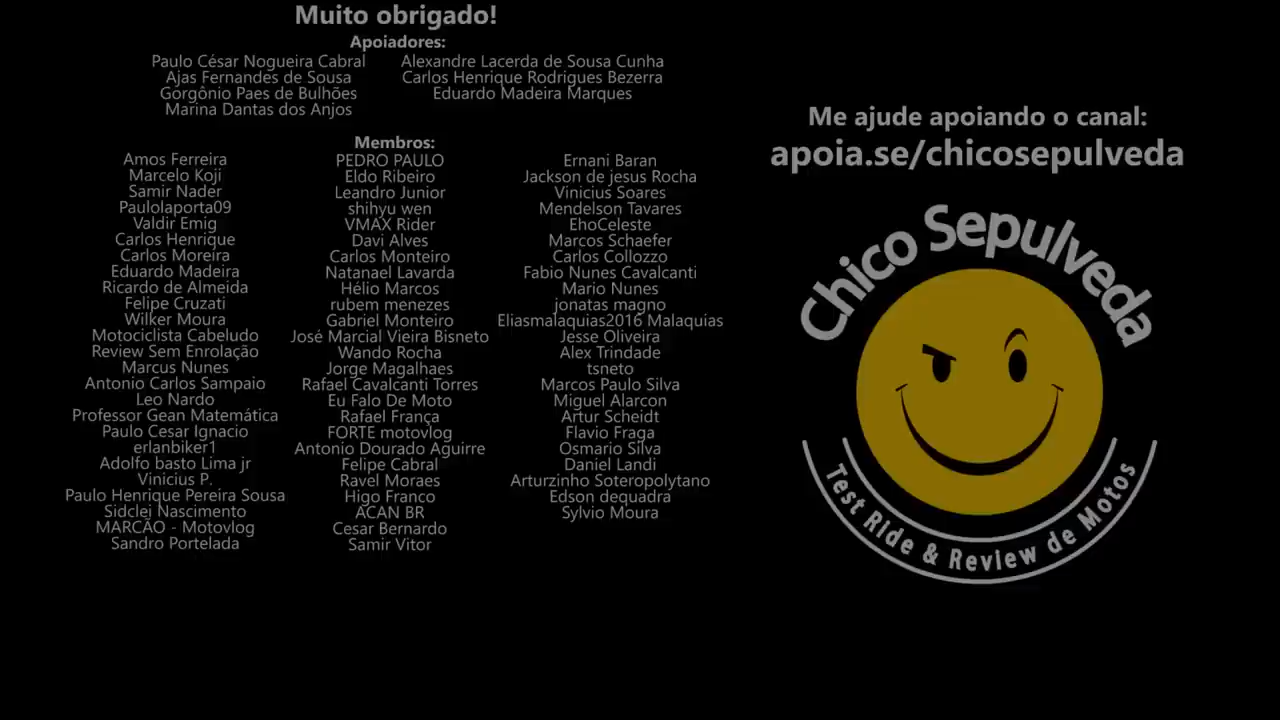 Muito obrigado!
Apoiadores:
Paulo César Nogueira Cabral
Ajas Fernandes de Sousa
Gorgônio Paes de Bulhões
Marina Dantas dos Anjos
Alexandre Lacerda de Sousa Cunha
Carlos Henrique Rodrigues Bezerra
Eduardo Madeira Marques
Membros:
Amos Ferreira
Marcelo Koji
Samir Nader
Paulolaporta09
Valdir Emig
Carlos Henrique
Carlos Moreira
Eduardo Madeira
Ricardo de Almeida
Felipe Cruzati
Wilker Moura
Motociclista Cabeludo
Review Sem Enrolação
Marcus Nunes
Antonio Carlos Sampaio
Leo Nardo
Professor Gean Matemática
Paulo Cesar Ignacio
erlanbiker1
Adolfo basto Lima jr
Vinicius P.
Paulo Henrique Pereira Sousa
Sidclei Nascimento
MARCÃO - Motovlog
Sandro Portelada
PEDRO PAULO
Eldo Ribeiro
Leandro Junior
shihyu wen
VMAX Rider
Davi Alves
Carlos Monteiro
Natanael Lavarda
Hélio Marcos
rubem menezes
Gabriel Monteiro
José Marcial Vieira Bisneto
Wando Rocha
Jorge Magalhaes
Rafael Cavalcanti Torres
Eu Falo De Moto
Rafael França
FORTE motovlog
Antonio Dourado Aguirre
Felipe Cabral
Ravel Moraes
Higo Franco
ACAN BR
Cesar Bernardo
Samir Vitor
Ernani Baran
Jackson de jesus Rocha
Vinicius Soares
Mendelson Tavares
EhoCeleste
Marcos Schaefer
Carlos Collozzo
Fabio Nunes Cavalcanti
Mario Nunes
jonatas magno
Eliasmalaquias2016 Malaquias
Jesse Oliveira
Alex Trindade
tsneto
Marcos Paulo Silva
Miguel Alarcon
Artur Scheidt
Flavio Fraga
Osmario Silva
Daniel Landi
Arturzinho Soteropolytano
Edson dequadra
Sylvio Moura
Me ajude apoiando o canal:
apoia.se/chicosepulveda
Chico Sepulveda
Test Ride & Review de Motos